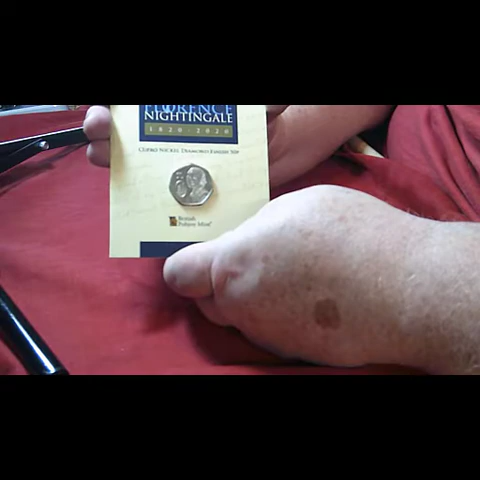 FLORENCE
NIGHTINGALE
1820 - 2020
CUPRO NICKEL DIAMOND FINISH 50P
British
Pobjoy Mint